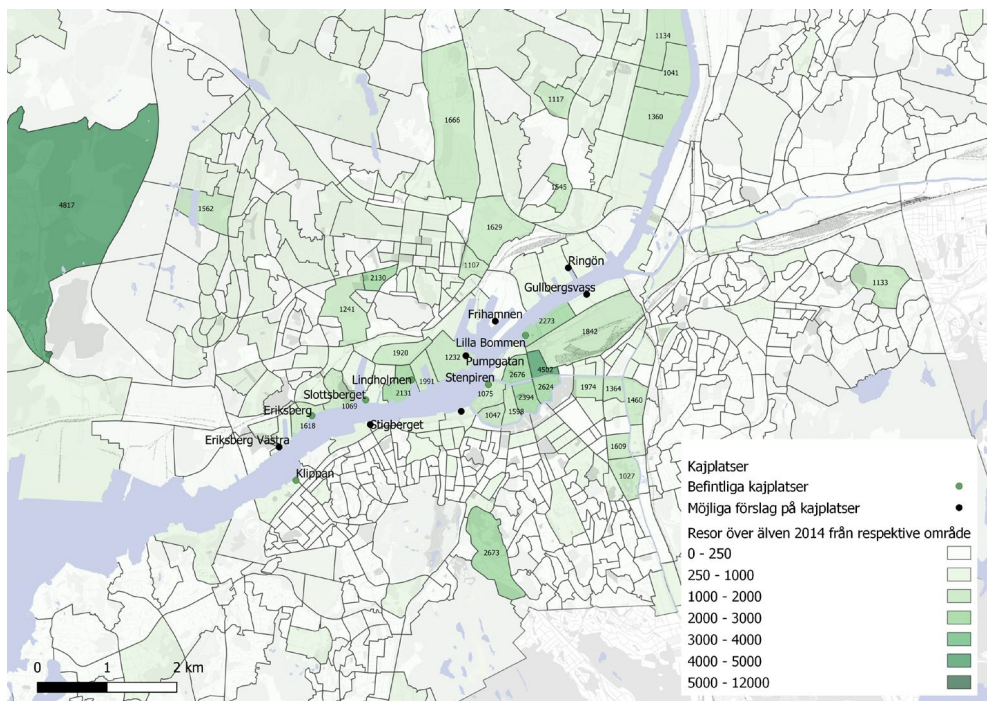 1134
1041
1666
1117
1360
1645
4817
1562
1629
1107
Ringön
2130
1133
Gullbergsvass
1241
Frihamnen
2273
1842
Lilla Bommen
1920
1232
Pumpgatan
4502
2676
Lindholmen
1991
Stenpiren
2624
1974
1364
Slottsberget
2131
1075
2394
1460
1069
1047
1598
Eriksberg
1618
Stigberget
Eriksberg Västra
1609
Klippan
1027
2673
Kajplatser
Befintliga kajplatser
Möjliga förslag på kajplatser
Resor över älven 2014 från respektive område
0 - 250
250 - 1000
1000 - 2000
2000 - 3000
3000 - 4000
4000 - 5000
5000 - 12000
0 1 2 km